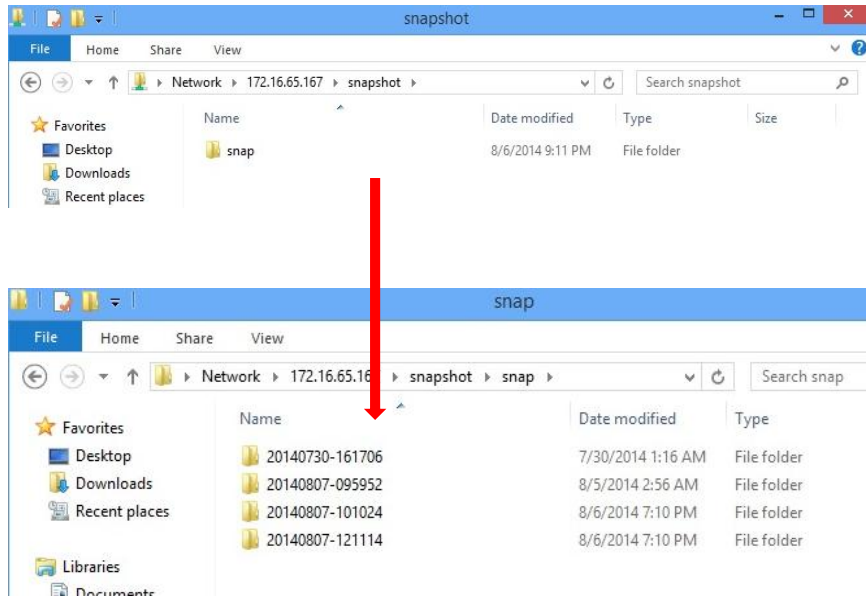 snapshot
File Home Share View
Network 172.16.65.167 snapshot Search snapshot
Name Date modified Type Size
Favorites
Desktop
Downloads
Recent places
snap 8/6/2014 9:11 PM File folder
snap
File Home Share View
Network 172.16.65.16 snapshot snap Search snap
Name Date modified Type
Favorites
Desktop
Downloads
Recent places
Libraries
Documents
20140730-161706 7/30/2014 1:16 AM File folder
20140807-095952 8/5/2014 2:56 AM File folder
20140807-101024 8/6/2014 7:10 PM File folder
20140807-121114 8/6/2014 7:10 PM File folder